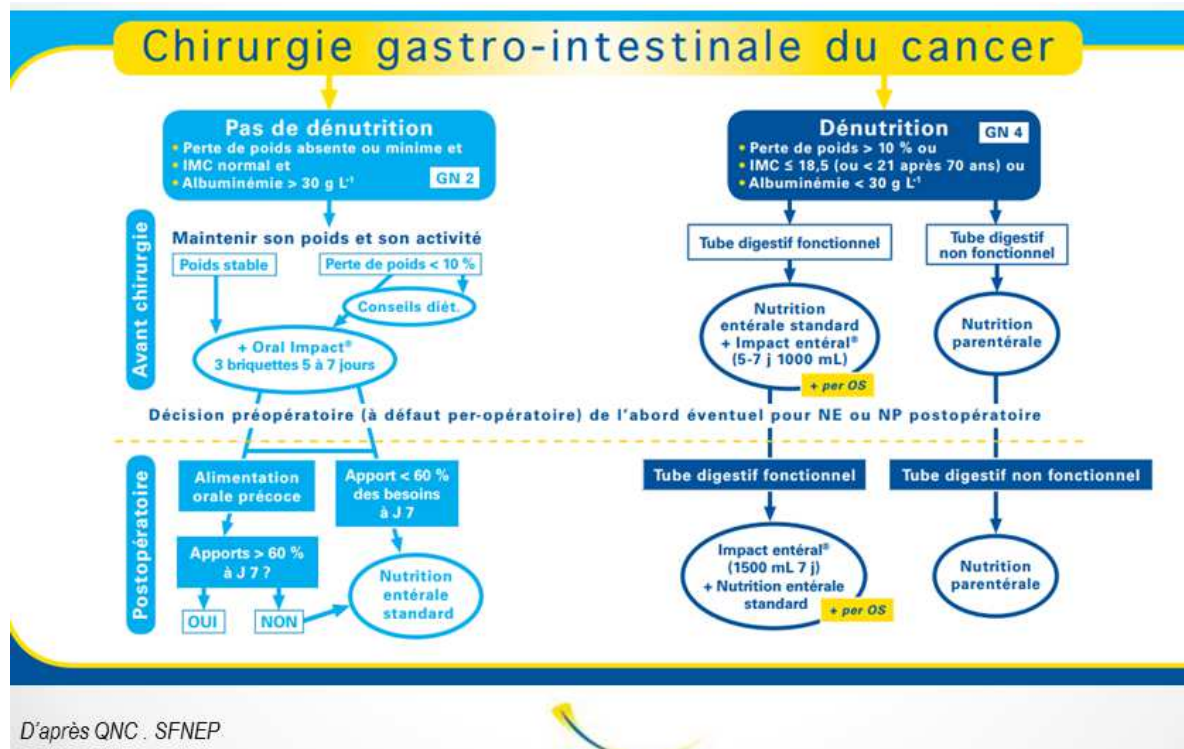 Chirurgie gastro-intestinale du cancer
Pas de dénutrition
• Perte de poids absente ou minime et
• IMC normal et
• Albuminémie > 30 g L⁻¹
GN 2
Dénutrition
GN 4
• Perte de poids > 10 % ou
• IMC ≤ 18,5 (ou < 21 après 70 ans) ou
• Albuminémie < 30 g L⁻¹
Avant chirurgie
Maintenir son poids et son activité
Poids stable
Perte de poids < 10 %
Conseils diét.
+ Oral Impact®
3 briquettes 5 à 7 jours
Tube digestif fonctionnel
Tube digestif
non fonctionnel
Nutrition
entérale standard
+ Impact entéral®
(5-7 j 1000 mL)
+ per OS
Nutrition
parentérale
Décision préopératoire (à défaut per-opératoire) de l'abord éventuel pour NE ou NP postopératoire
Postopératoire
Alimentation
orale précoce
Apport < 60 %
des besoins
à J 7
Apports > 60 %
à J 7 ?
OUI
NON
Nutrition
entérale
standard
Tube digestif fonctionnel
Tube digestif non fonctionnel
Impact entéral®
(1500 mL 7 j)
+ Nutrition entérale
standard
+ per OS
Nutrition
parentérale
D'après QNC . SFNEP